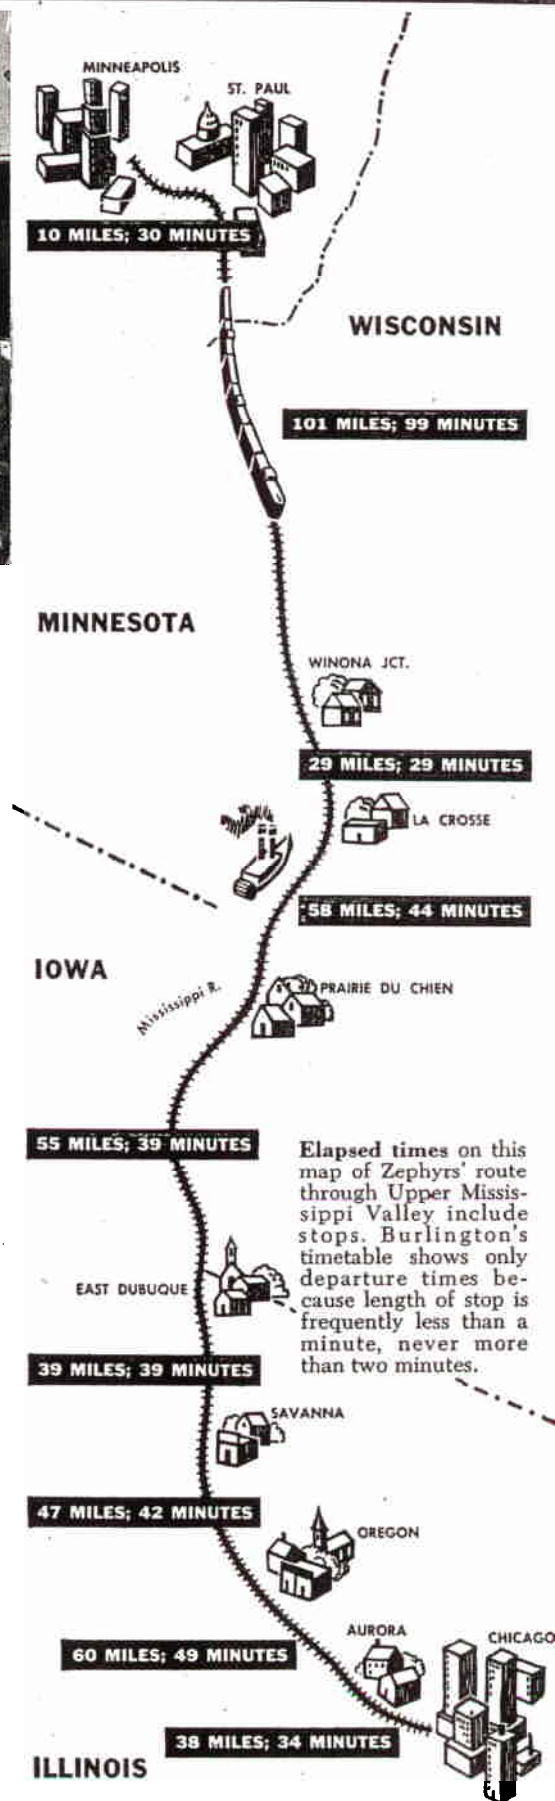 MINNEAPOLIS
ST. PAUL
10 MILES; 30 MINUTES
WISCONSIN
101 MILES; 99 MINUTES
MINNESOTA
WINONA JCT.
29 MILES; 29 MINUTES
LA CROSSE
58 MILES; 44 MINUTES
IOWA
PRAIRIE DU CHIEN
Mississippi R.
55 MILES; 39 MINUTES
Elapsed times on this
map of Zephyrs' route
through Upper Missis-
sippi Valley include
stops. Burlington's
timetable shows only
departure times be-
cause length of stop is
frequently less than a
minute, never more
than two minutes.
EAST DUBUQUE
39 MILES; 39 MINUTES
SAVANNA
47 MILES; 42 MINUTES
OREGON
AURORA
CHICAGO
60 MILES; 49 MINUTES
38 MILES; 34 MINUTES
ILLINOIS